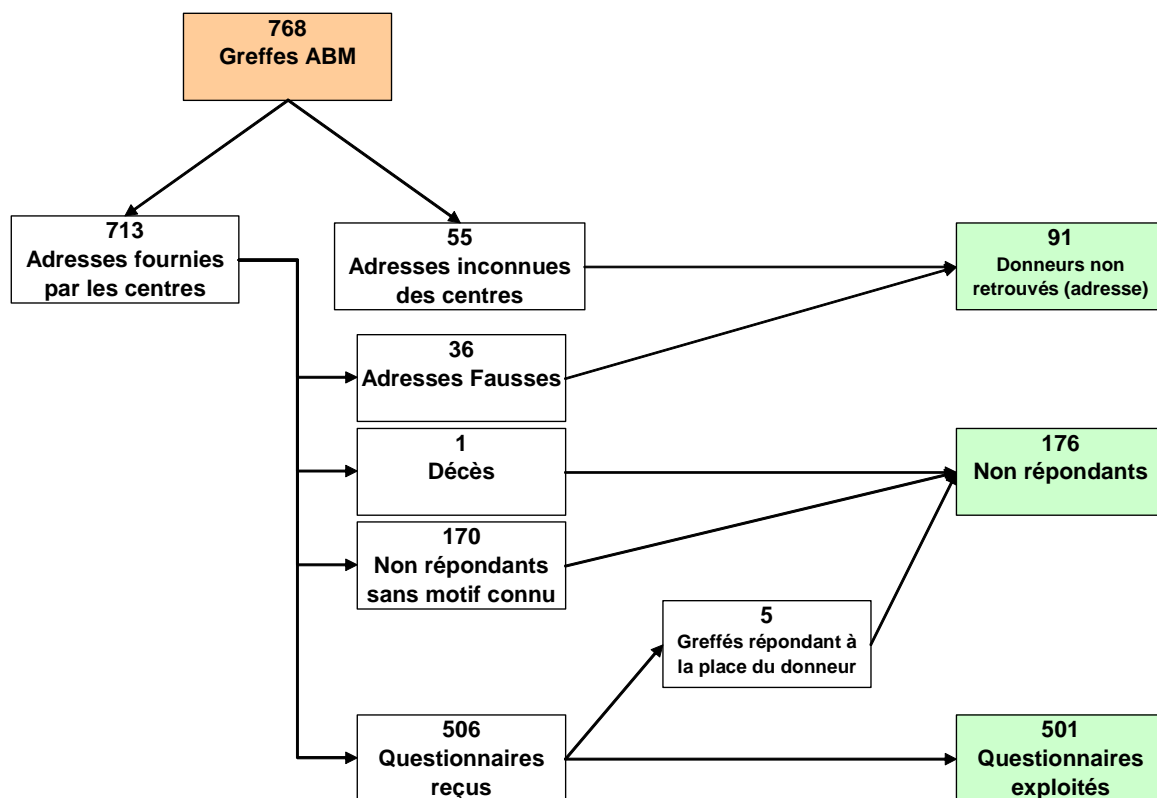 768
Greffes ABM
713
Adresses fournies
par les centres
55
Adresses inconnues
des centres
91
Donneurs non
retrouvés (adresse)
36
Adresses Fausses
1
Décès
176
Non répondants
170
Non répondants
sans motif connu
5
Greffés répondant à
la place du donneur
506
Questionnaires
reçus
501
Questionnaires
exploités